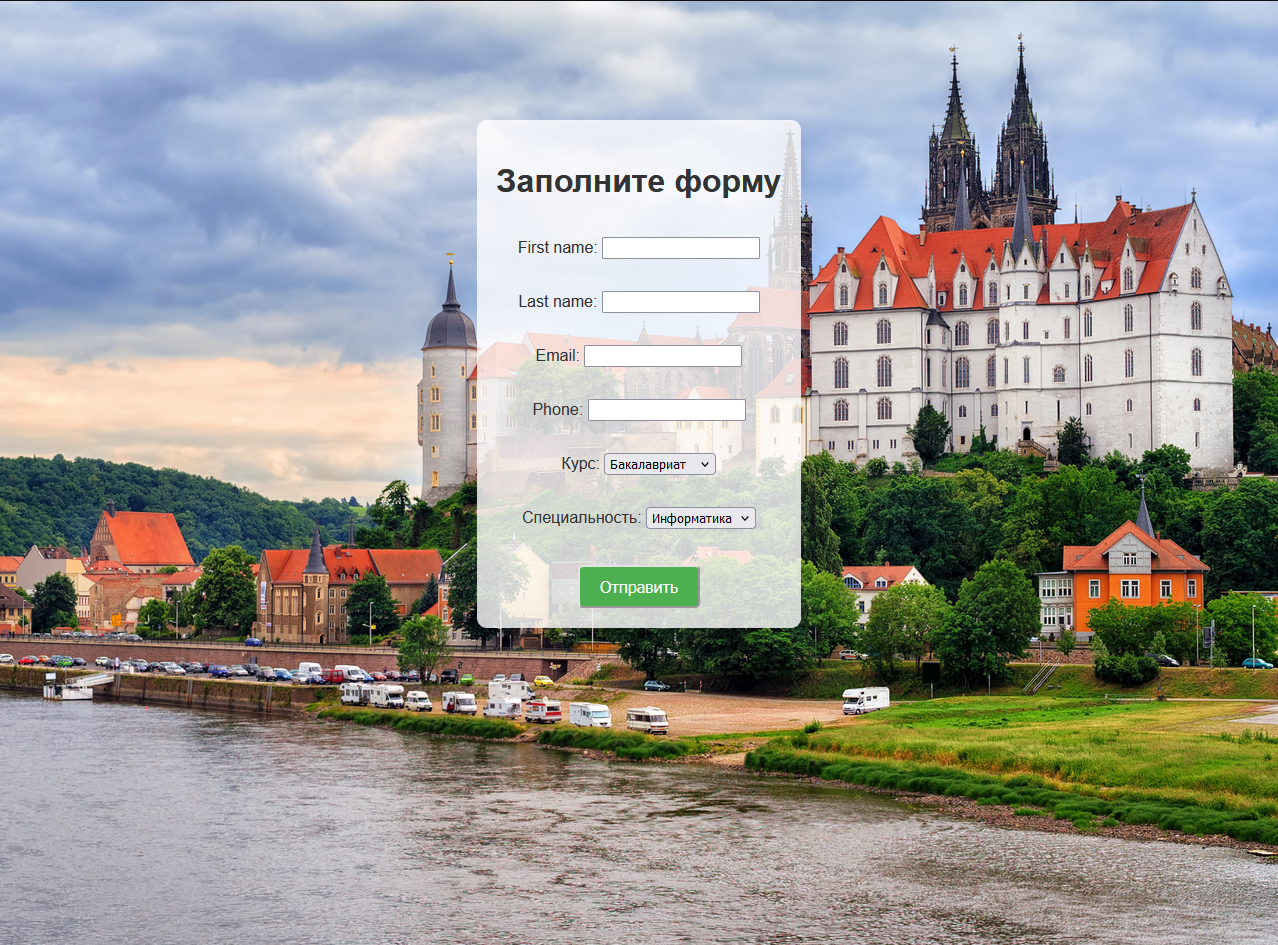 Заполните форму
First name:
Last name:
Email:
Phone:
Курс: Бакалавриат
Специальность: Информатика
Отправить